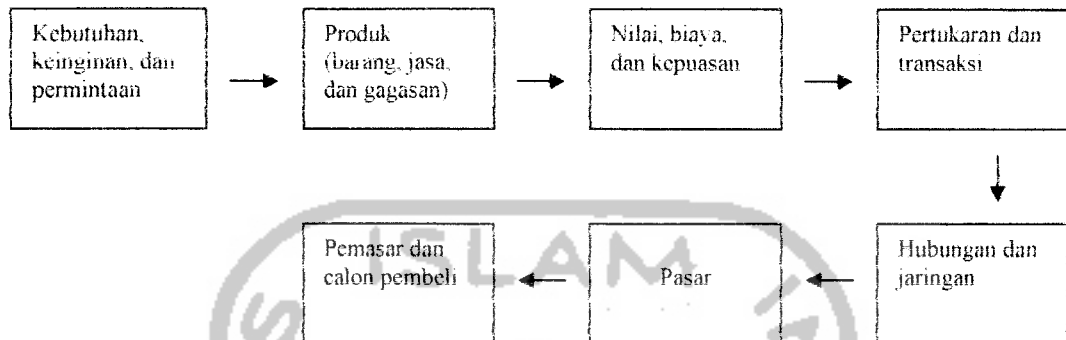 Kebutuhan,
keinginan, dan
permintaan
Produk
(barang, jasa,
dan gagasan)
Nilai, biaya,
dan kepuasan
Pertukaran dan
transaksi
Hubungan dan
jaringan
Pasar
Pemasar dan
calon pembeli
ISLAM